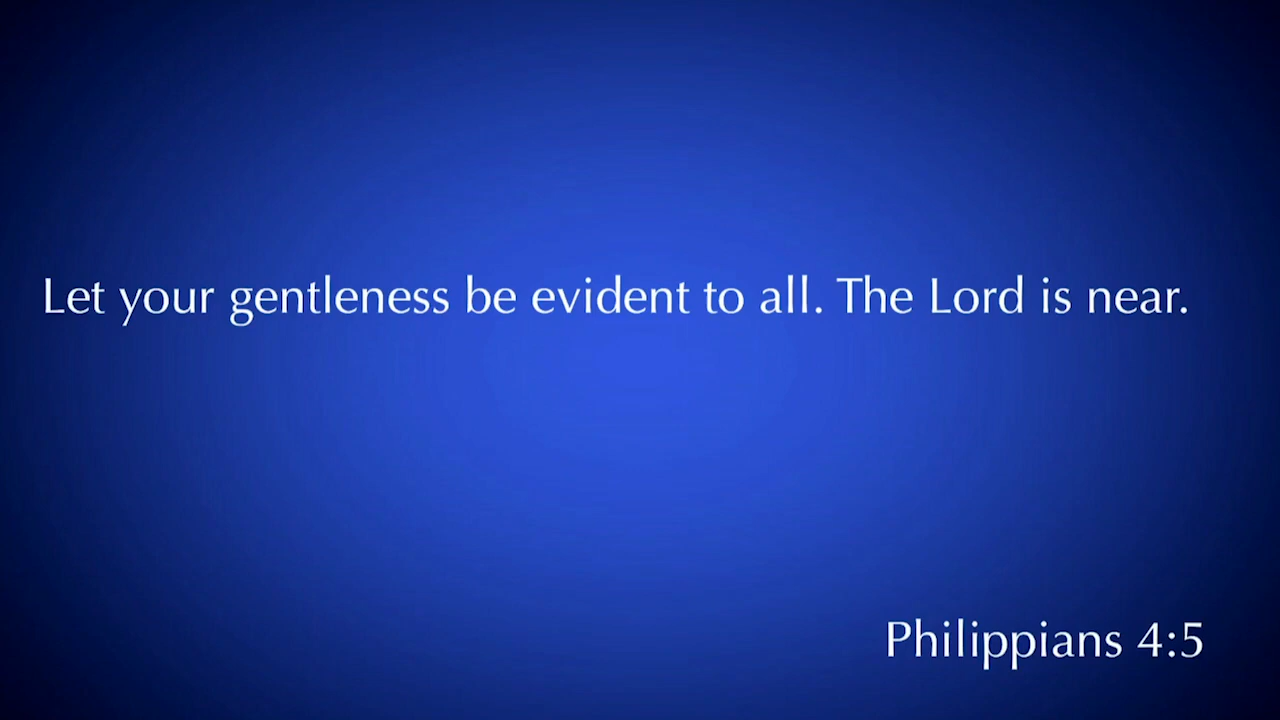 Let your gentleness be evident to all. The Lord is near.
Philippians 4:5